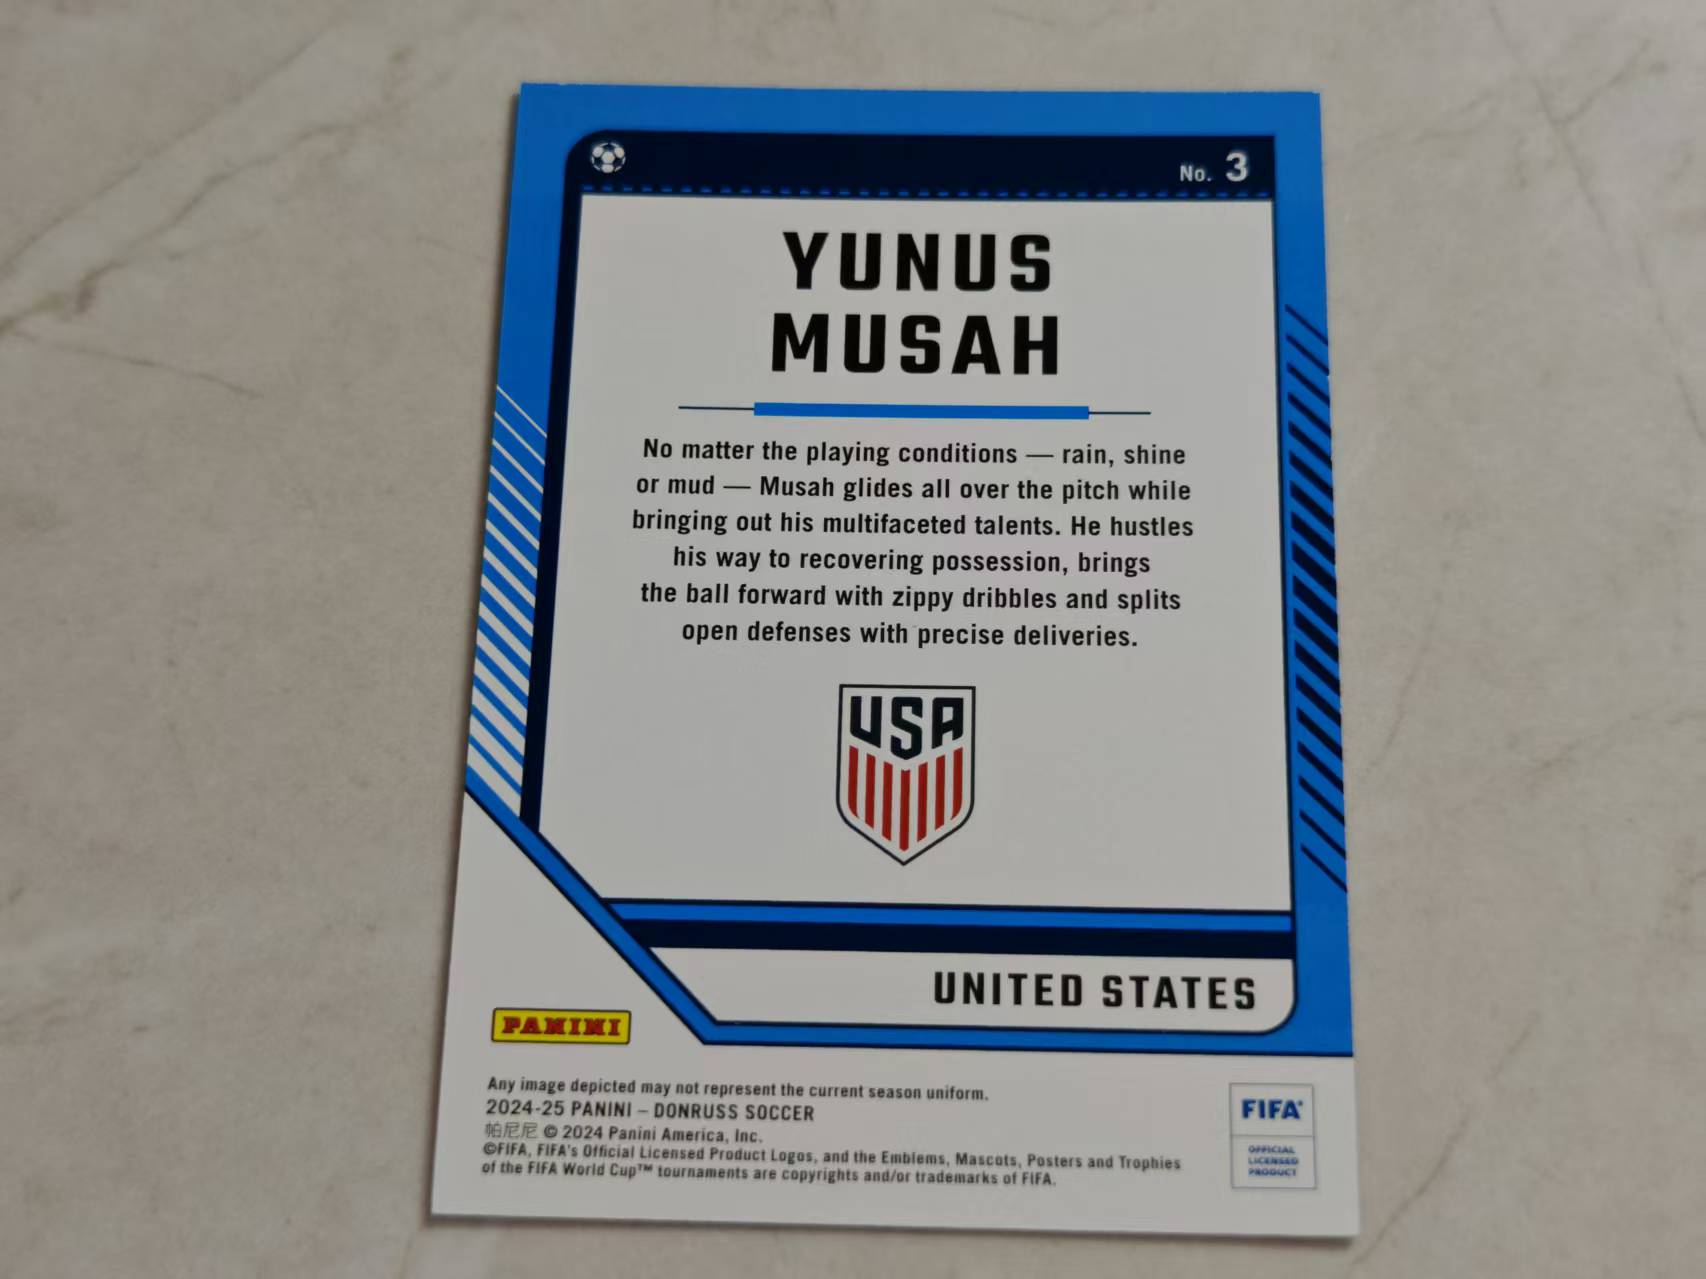 No. 3
YUNUS
MUSAH
No matter the playing conditions — rain, shine
or mud — Musah glides all over the pitch while
bringing out his multifaceted talents. He hustles
his way to recovering possession, brings
the ball forward with zippy dribbles and splits
open defenses with precise deliveries.
USA
UNITED STATES
PANINI
Any image depicted may not represent the current season uniform.
2024-25 PANINI – DONRUSS SOCCER
帕尼尼 © 2024 Panini America, Inc.
©FIFA, FIFA's Official Licensed Product Logos, and the Emblems, Mascots, Posters and Trophies
of the FIFA World Cup™ tournaments are copyrights and/or trademarks of FIFA.
FIFA®
OFFICIAL
LICENSED
PRODUCT